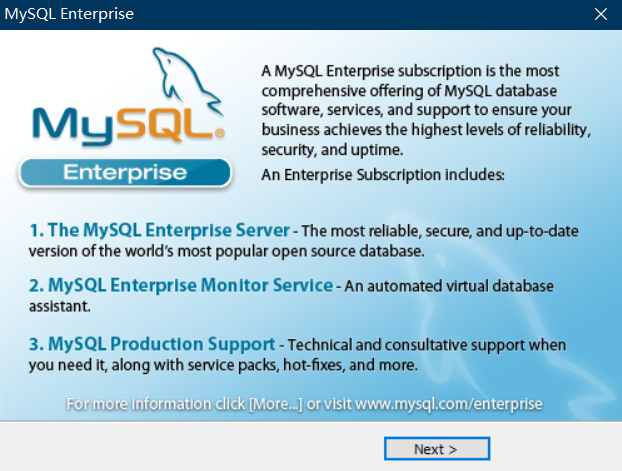 MySQL Enterprise
MySQL®
Enterprise
A MySQL Enterprise subscription is the most
comprehensive offering of MySQL database
software, services, and support to ensure your
business achieves the highest levels of reliability,
security, and uptime.
An Enterprise Subscription includes:
1. The MySQL Enterprise Server - The most reliable, secure, and up-to-date
version of the world's most popular open source database.
2. MySQL Enterprise Monitor Service - An automated virtual database
assistant.
3. MySQL Production Support - Technical and consultative support when
you need it, along with service packs, hot-fixes, and more.
For more information click [More...] or visit www.mysql.com/enterprise
Next >